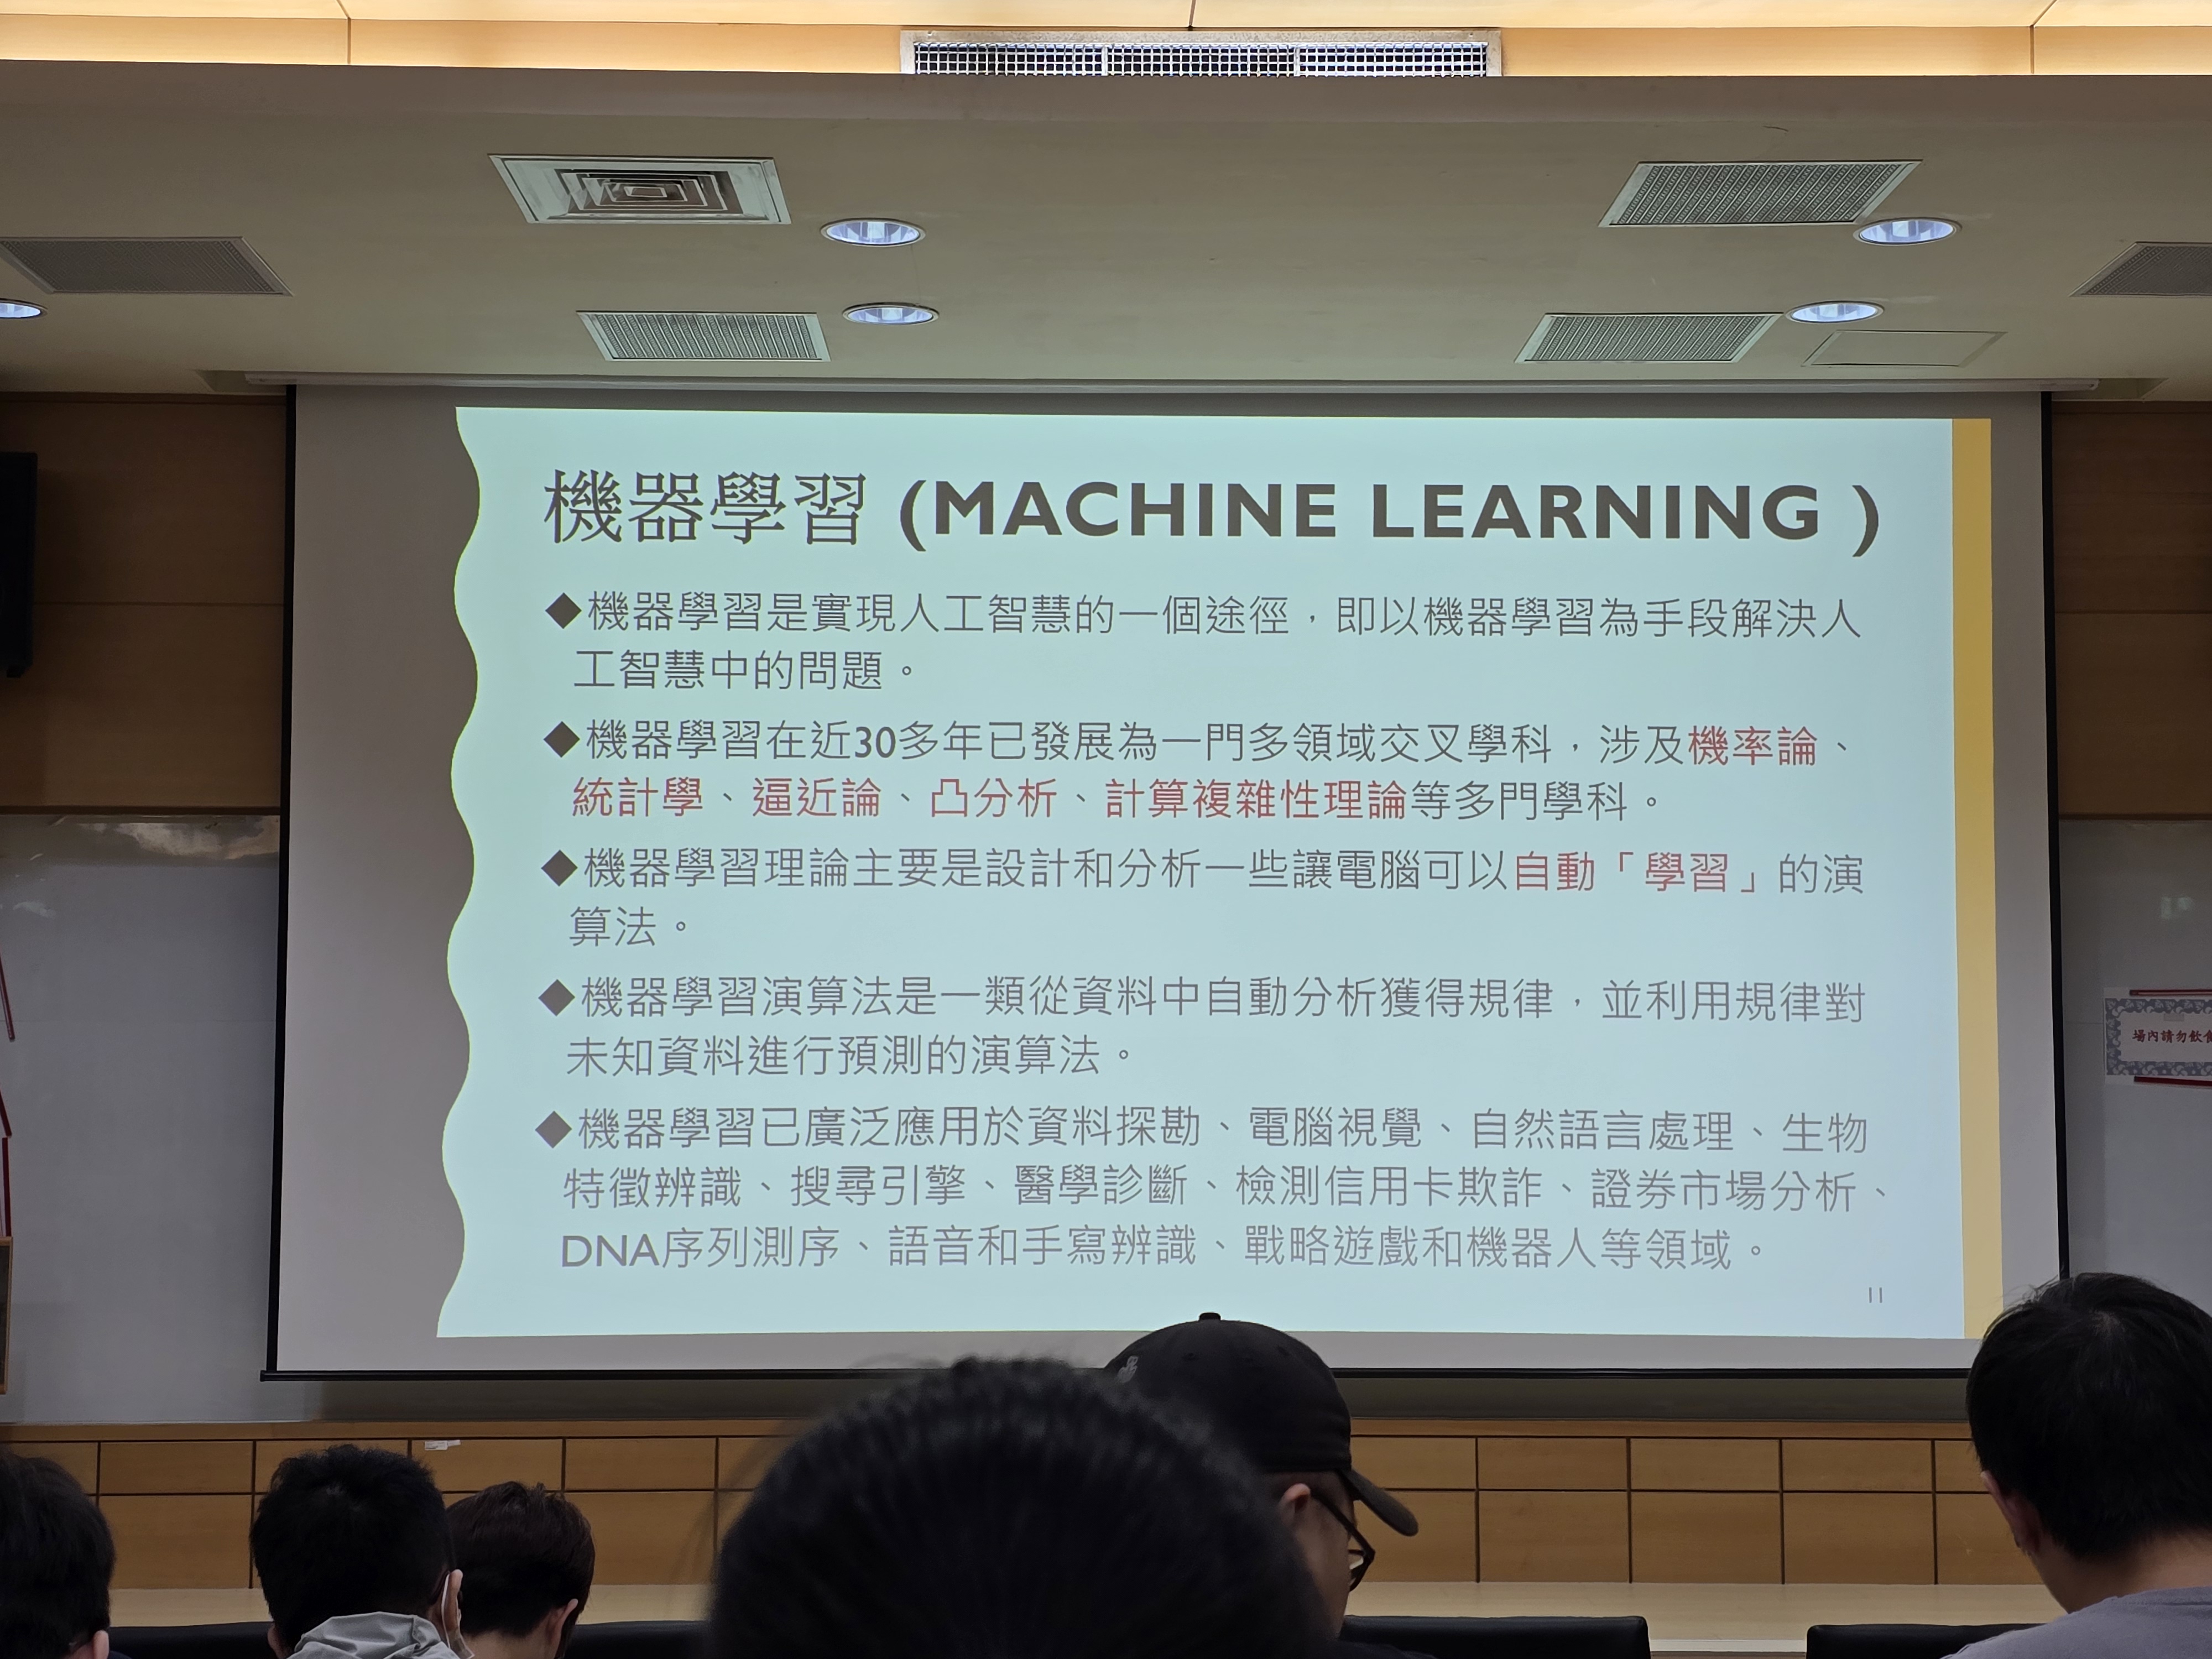 機器學習 (MACHINE LEARNING )
◆機器學習是實現人工智慧的一個途徑，即以機器學習為手段解決人
工智慧中的問題。
◆機器學習在近30多年已發展為一門多領域交叉學科，涉及機率論、
統計學、逼近論、凸分析、計算複雜性理論等多門學科。
◆機器學習理論主要是設計和分析一些讓電腦可以自動「學習」的演
算法。
◆機器學習演算法是一類從資料中自動分析獲得規律，並利用規律對
未知資料進行預測的演算法。
◆機器學習已廣泛應用於資料探勘、電腦視覺、自然語言處理、生物
特徵辨識、搜尋引擎、醫學診斷、檢測信用卡欺詐、證券市場分析、
DNA序列測序、語音和手寫辨識、戰略遊戲和機器人等領域。
11
場內請勿飲食